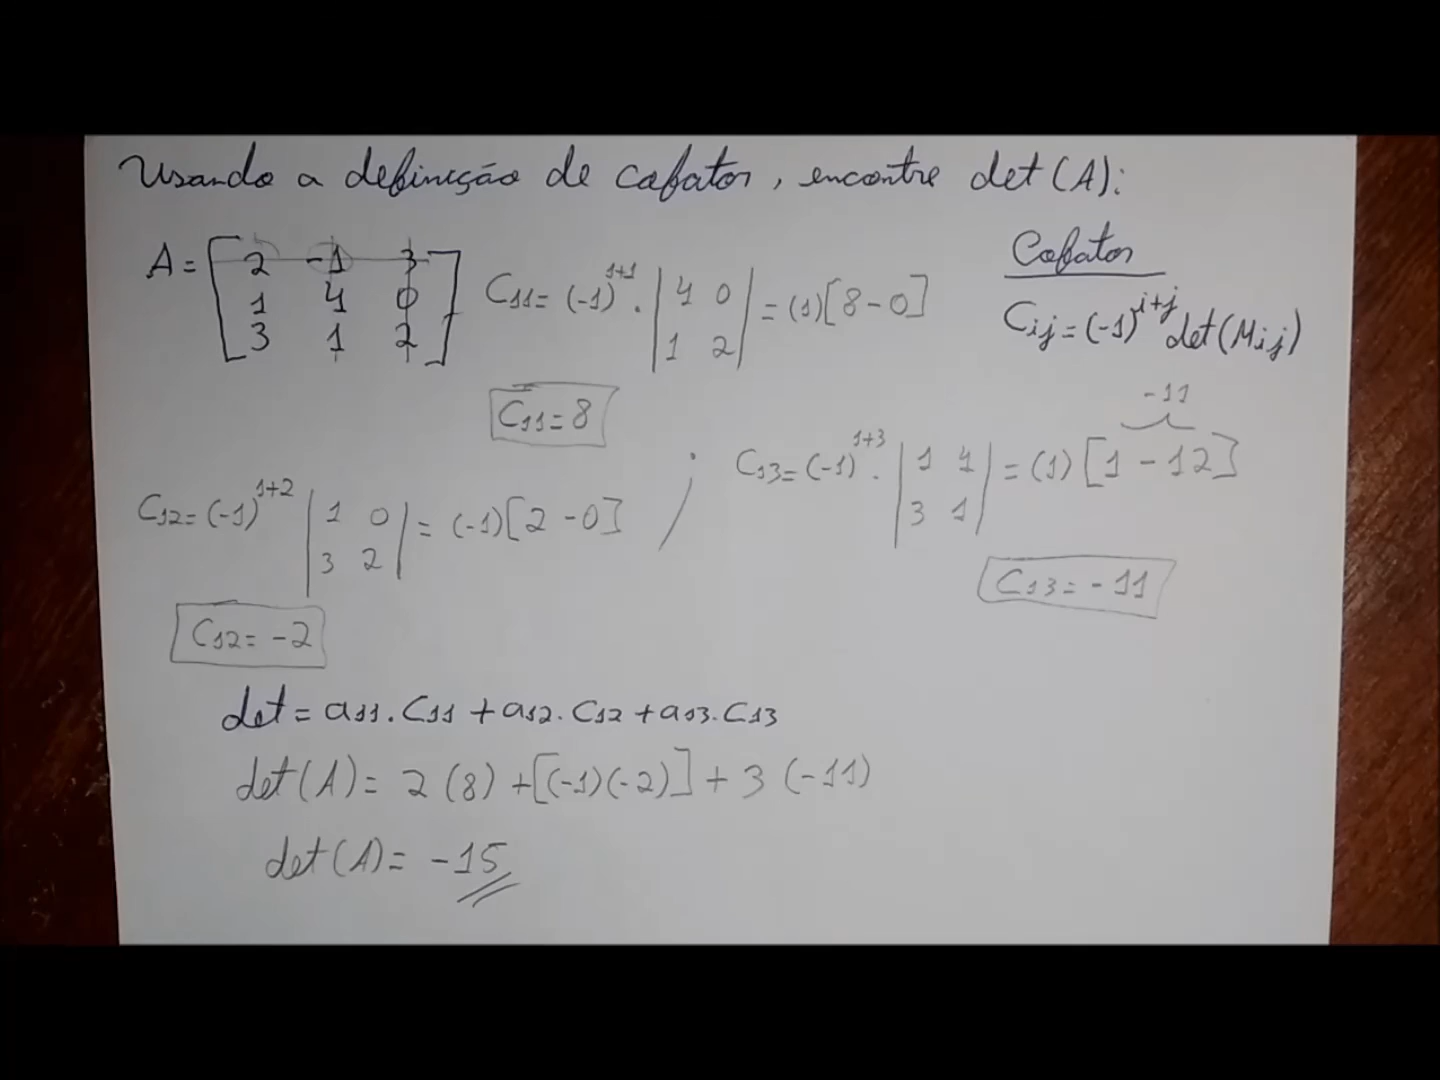 Usando a definição de cofator, encontre det(A):
A = [2 -1 3
1 4 0
3 1 2]
C11 = (-1)^1+1 . |4 0
1 2| = (1)[8 - 0]
C11 = 8
Cofator
Cij = (-1)^i+j det(Mij)
C12 = (-1)^1+2 |1 0
3 2| = (-1)[2 - 0] ;
C12 = -2
C13 = (-1)^1+3 . |1 4
3 1| = (1)[1 - 12]
-11
C13 = -11
det = a11.C11 + a12.C12 + a13.C13
det(A) = 2(8) + [(-1)(-2)] + 3(-11)
det(A) = -15